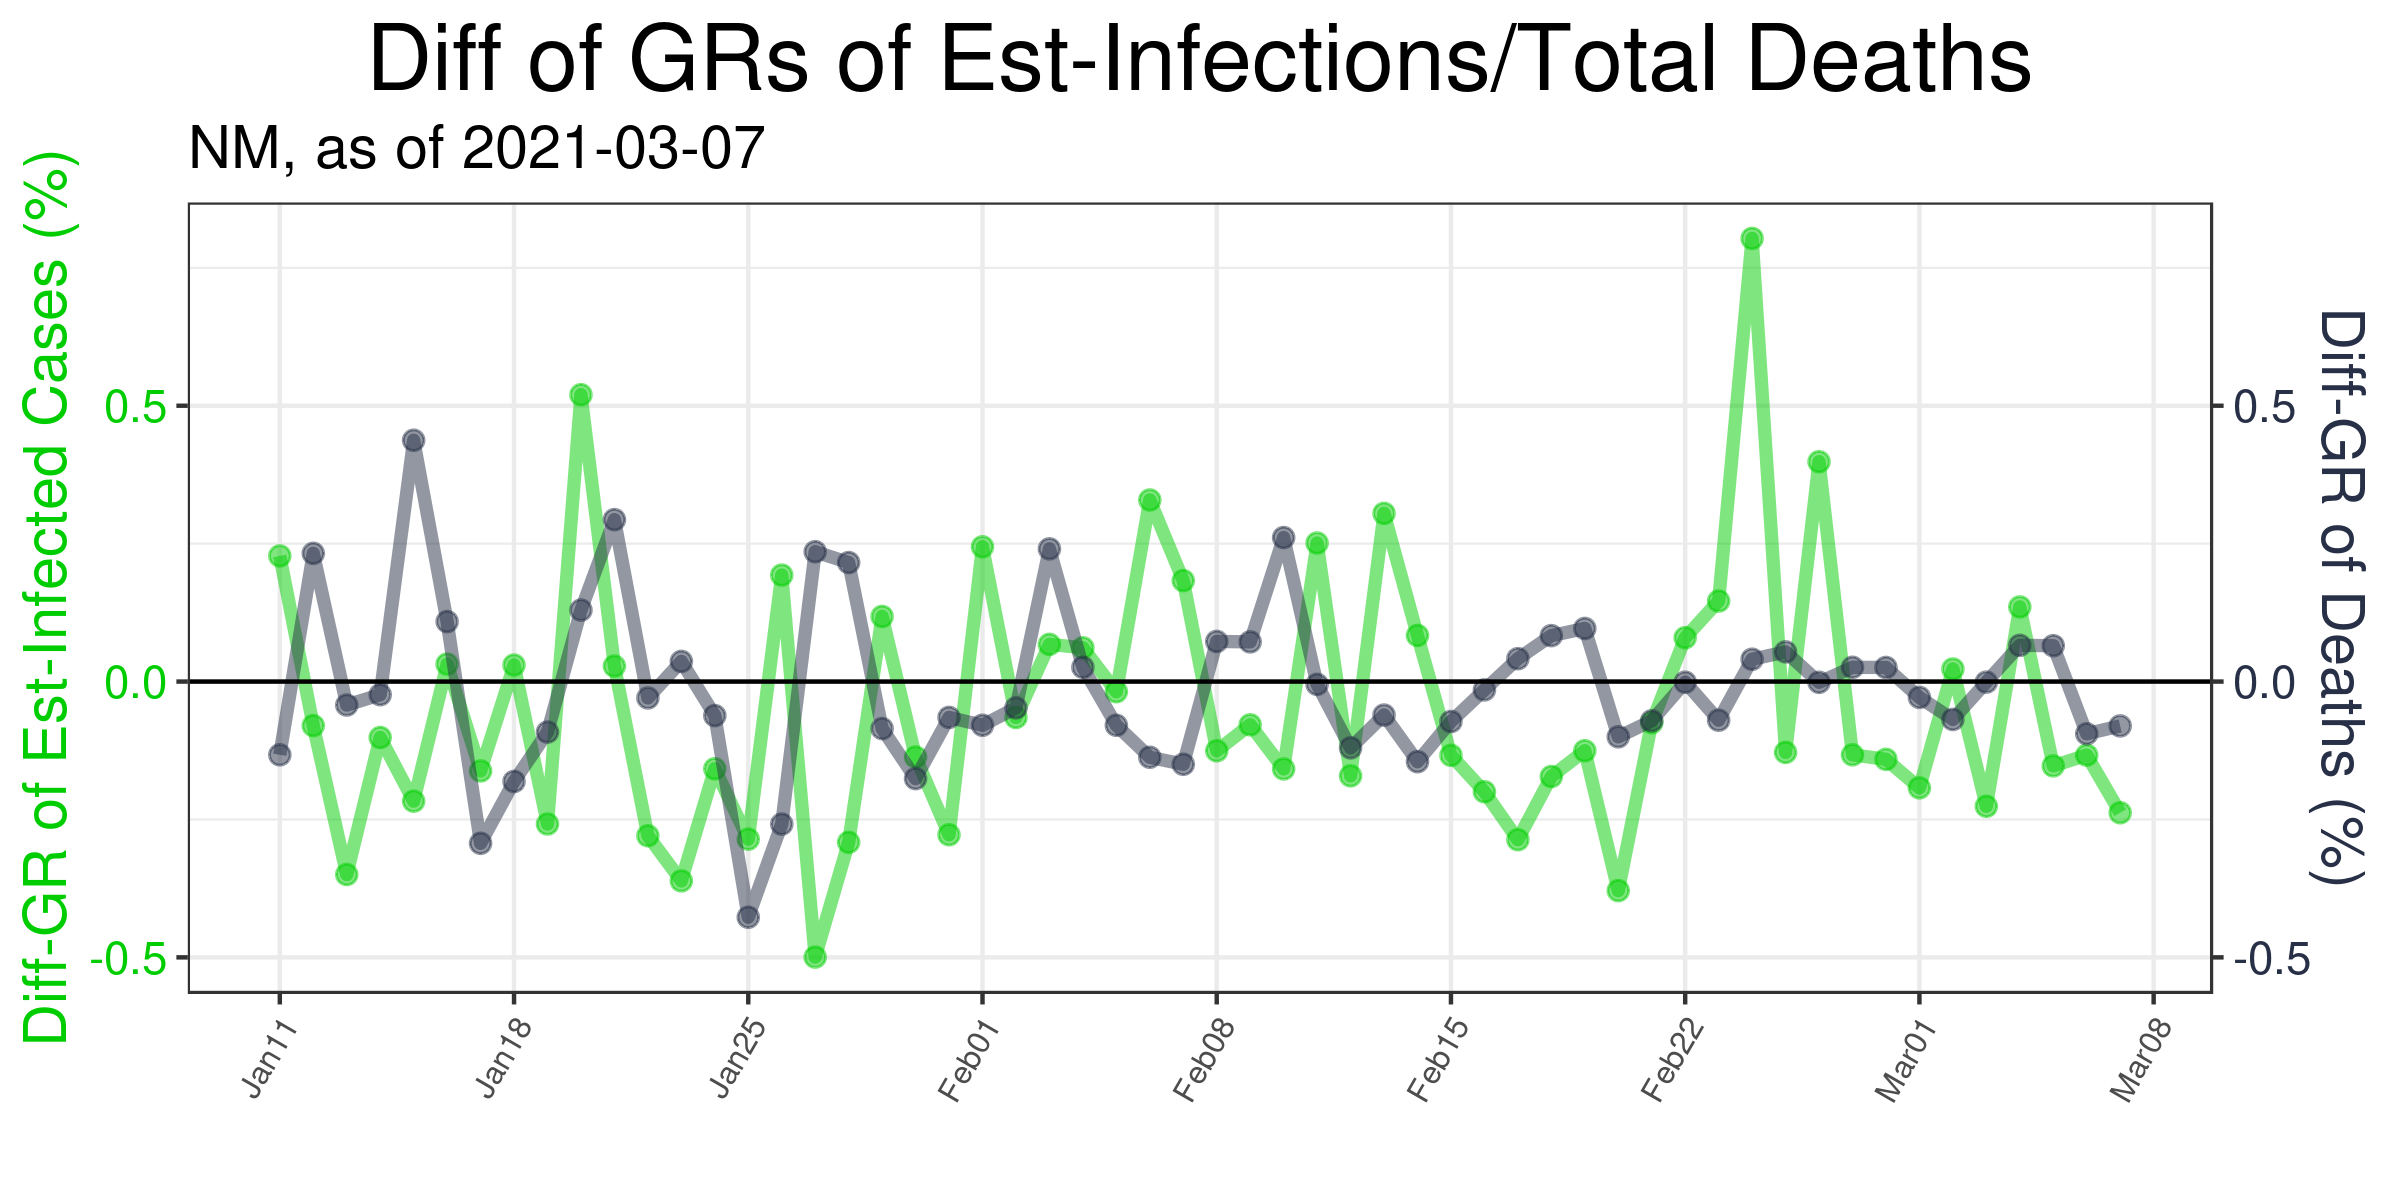 Diff of GRs of Est-Infections/Total Deaths
NM, as of 2021-03-07
Diff-GR of Est-Infected Cases (%)
0.5
0.0
-0.5
0.5
0.0
-0.5
Diff-GR of Deaths (%)
Jan11
Jan18
Jan25
Feb01
Feb08
Feb15
Feb22
Mar01
Mar08